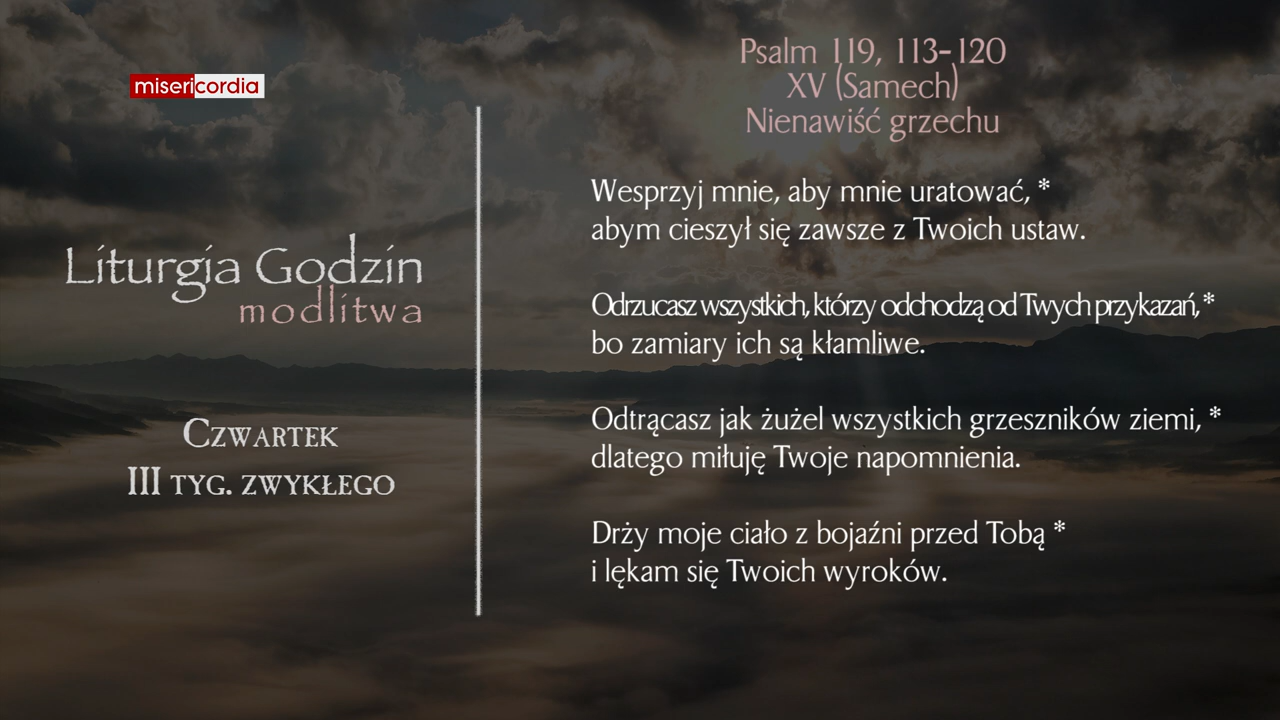 misericordia
Liturgia Godzin
modlitwa
Czwartek
III tyg. zwykłego
Psalm 119, 113-120
XV (Samech)
Nienawiść grzechu
Wesprzyj mnie, aby mnie uratować, *
abym cieszył się zawsze z Twoich ustaw.
Odrzucasz wszystkich, którzy odchodzą od Twych przykazań, *
bo zamiary ich są kłamliwe.
Odtrącasz jak żużel wszystkich grzeszników ziemi, *
dlatego miłuję Twoje napomnienia.
Drży moje ciało z bojaźni przed Tobą *
i lękam się Twoich wyroków.